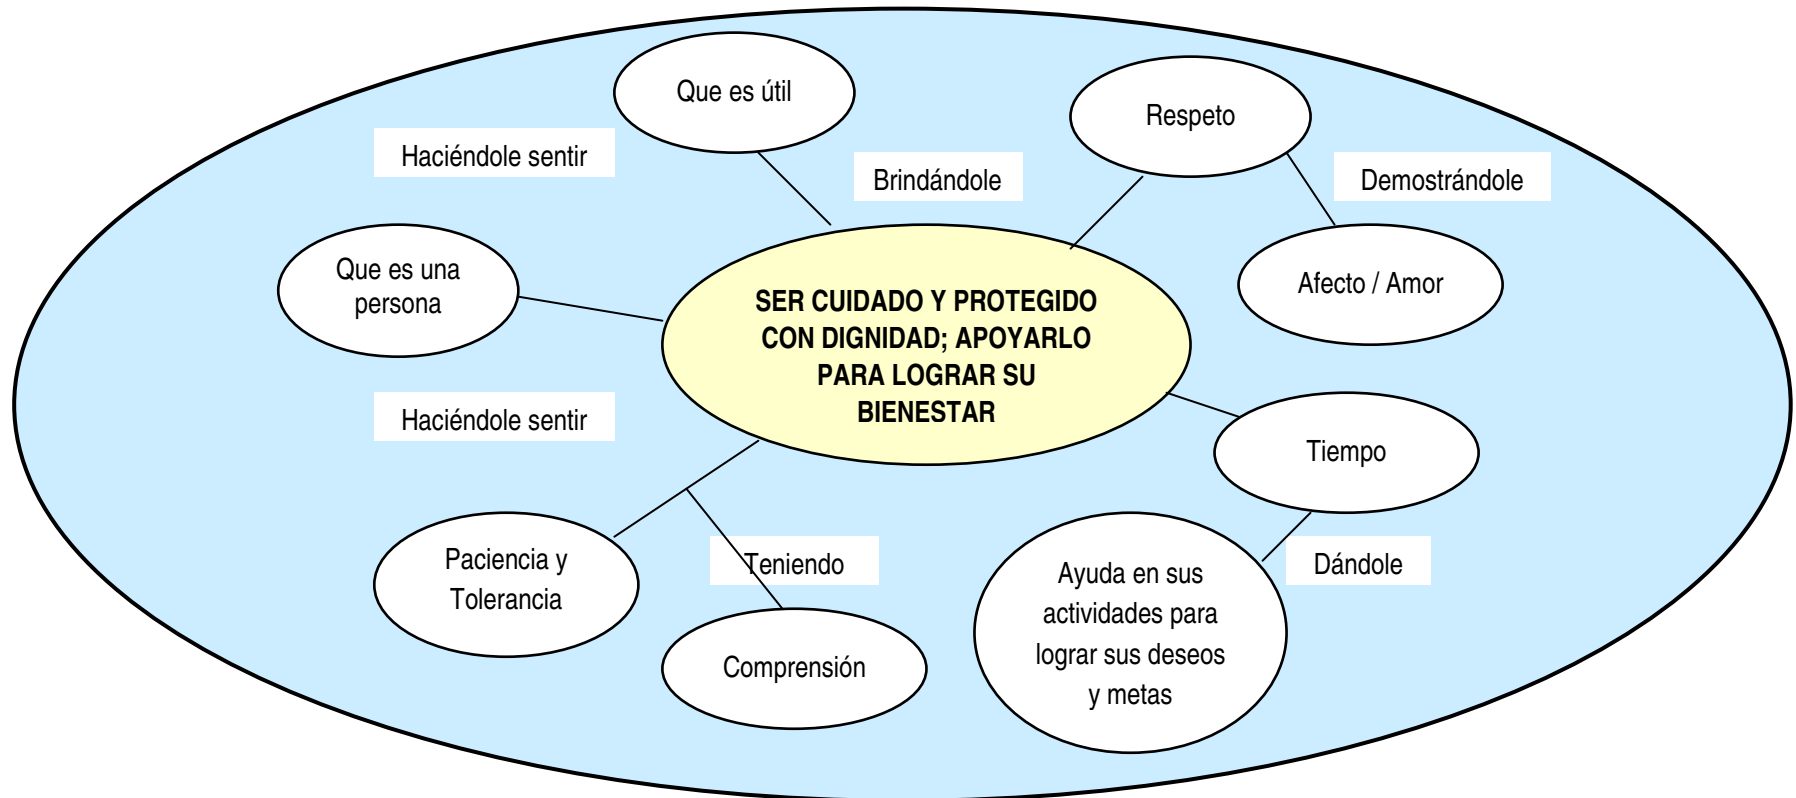 Que es útil
Respeto
Haciéndole sentir
Brindándole
Demostrándole
Que es una
persona
Afecto / Amor
SER CUIDADO Y PROTEGIDO
CON DIGNIDAD; APOYARLO
PARA LOGRAR SU
BIENESTAR
Haciéndole sentir
Tiempo
Paciencia y
Tolerancia
Teniendo
Dándole
Ayuda en sus
actividades para
lograr sus deseos
y metas
Comprensión